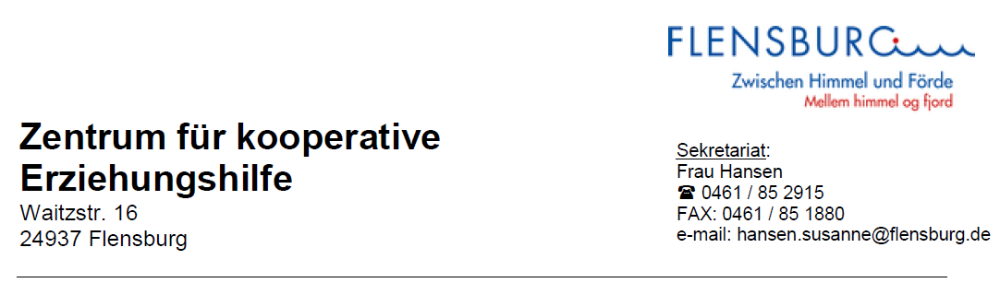 FLENSBURG
Zwischen Himmel und Förde
Mellem himmel og fjord
Zentrum für kooperative
Erziehungshilfe
Waitzstr. 16
24937 Flensburg
Sekretariat:
Frau Hansen
☎ 0461 / 85 2915
FAX: 0461 / 85 1880
e-mail: hansen.susanne@flensburg.de